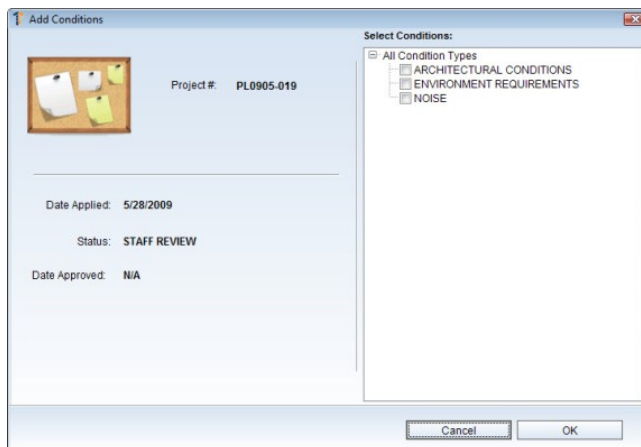 Add Conditions
Project #: PL0905-019
Date Applied: 5/28/2009
Status: STAFF REVIEW
Date Approved: N/A
Select Conditions:
All Condition Types
ARCHITECTURAL CONDITIONS
ENVIRONMENT REQUIREMENTS
NOISE
Cancel OK